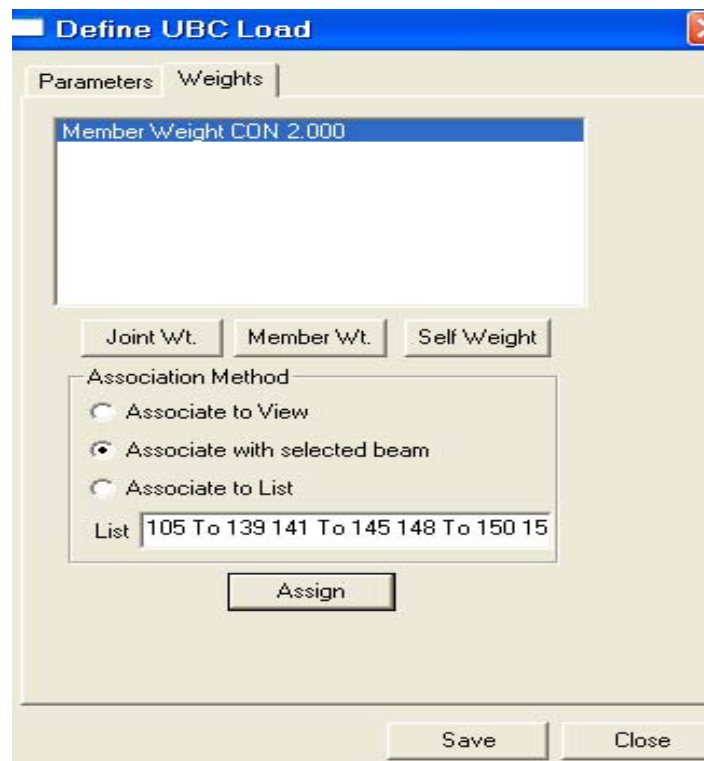 Define UBC Load
Parameters Weights
Member Weight CON 2.000
Joint Wt. Member Wt. Self Weight
Association Method
Associate to View
Associate with selected beam
Associate to List
List 105 To 139 141 To 145 148 To 150 15
Assign
Save Close